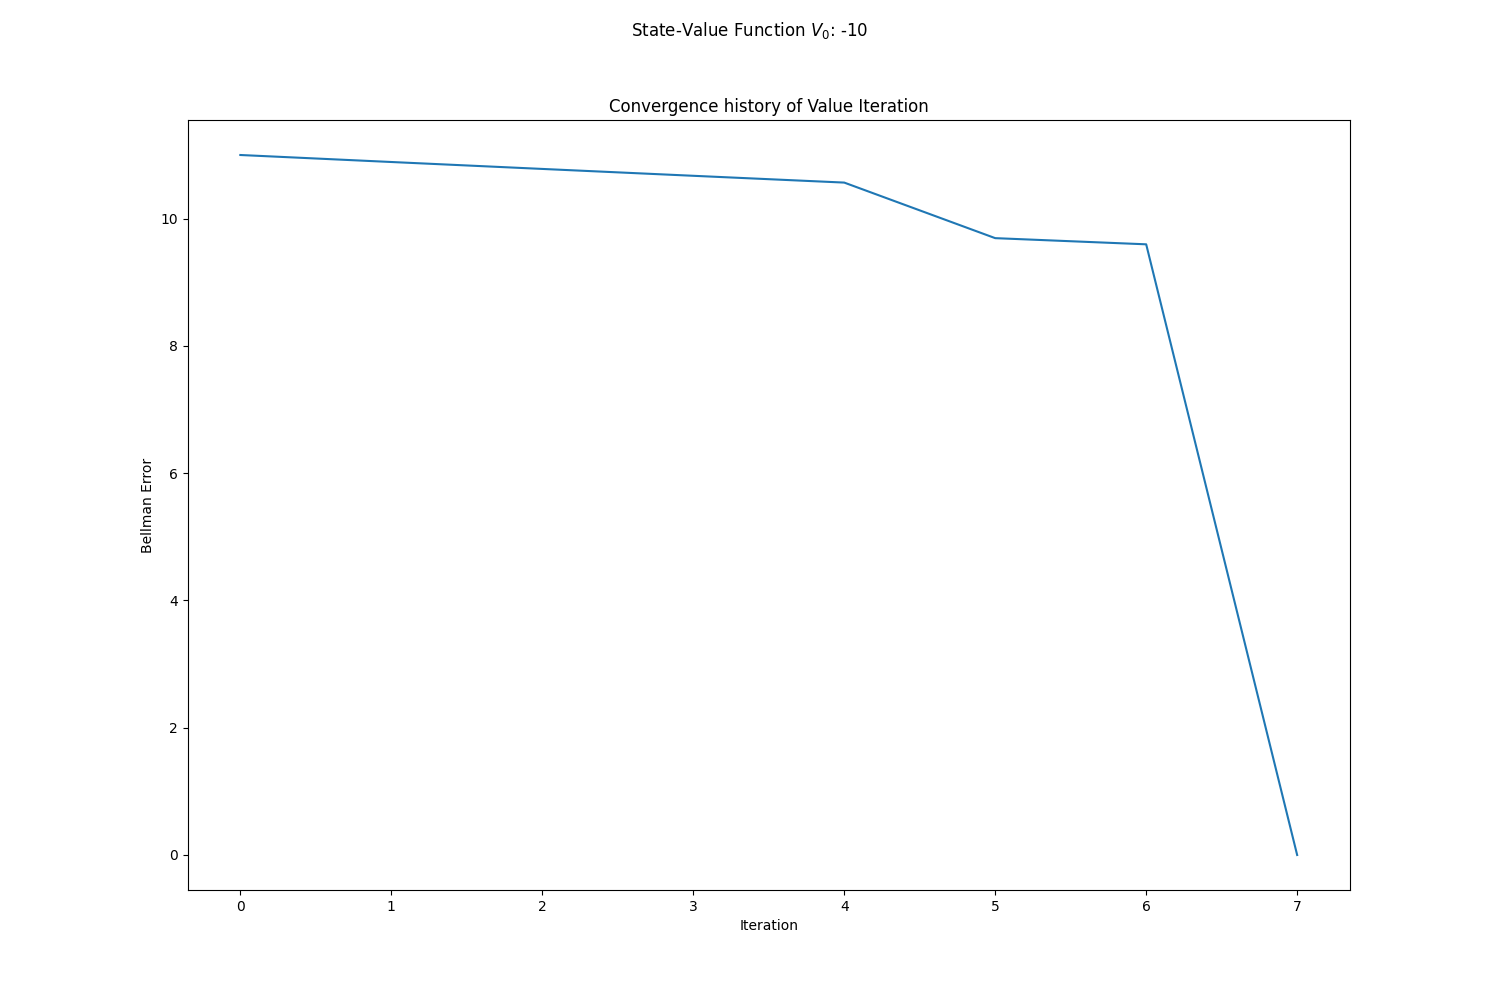 State-Value Function $V_0$: -10
Convergence history of Value Iteration
10
8
6
4
2
0
Bellman Error
0 1 2 3 4 5 6 7
Iteration